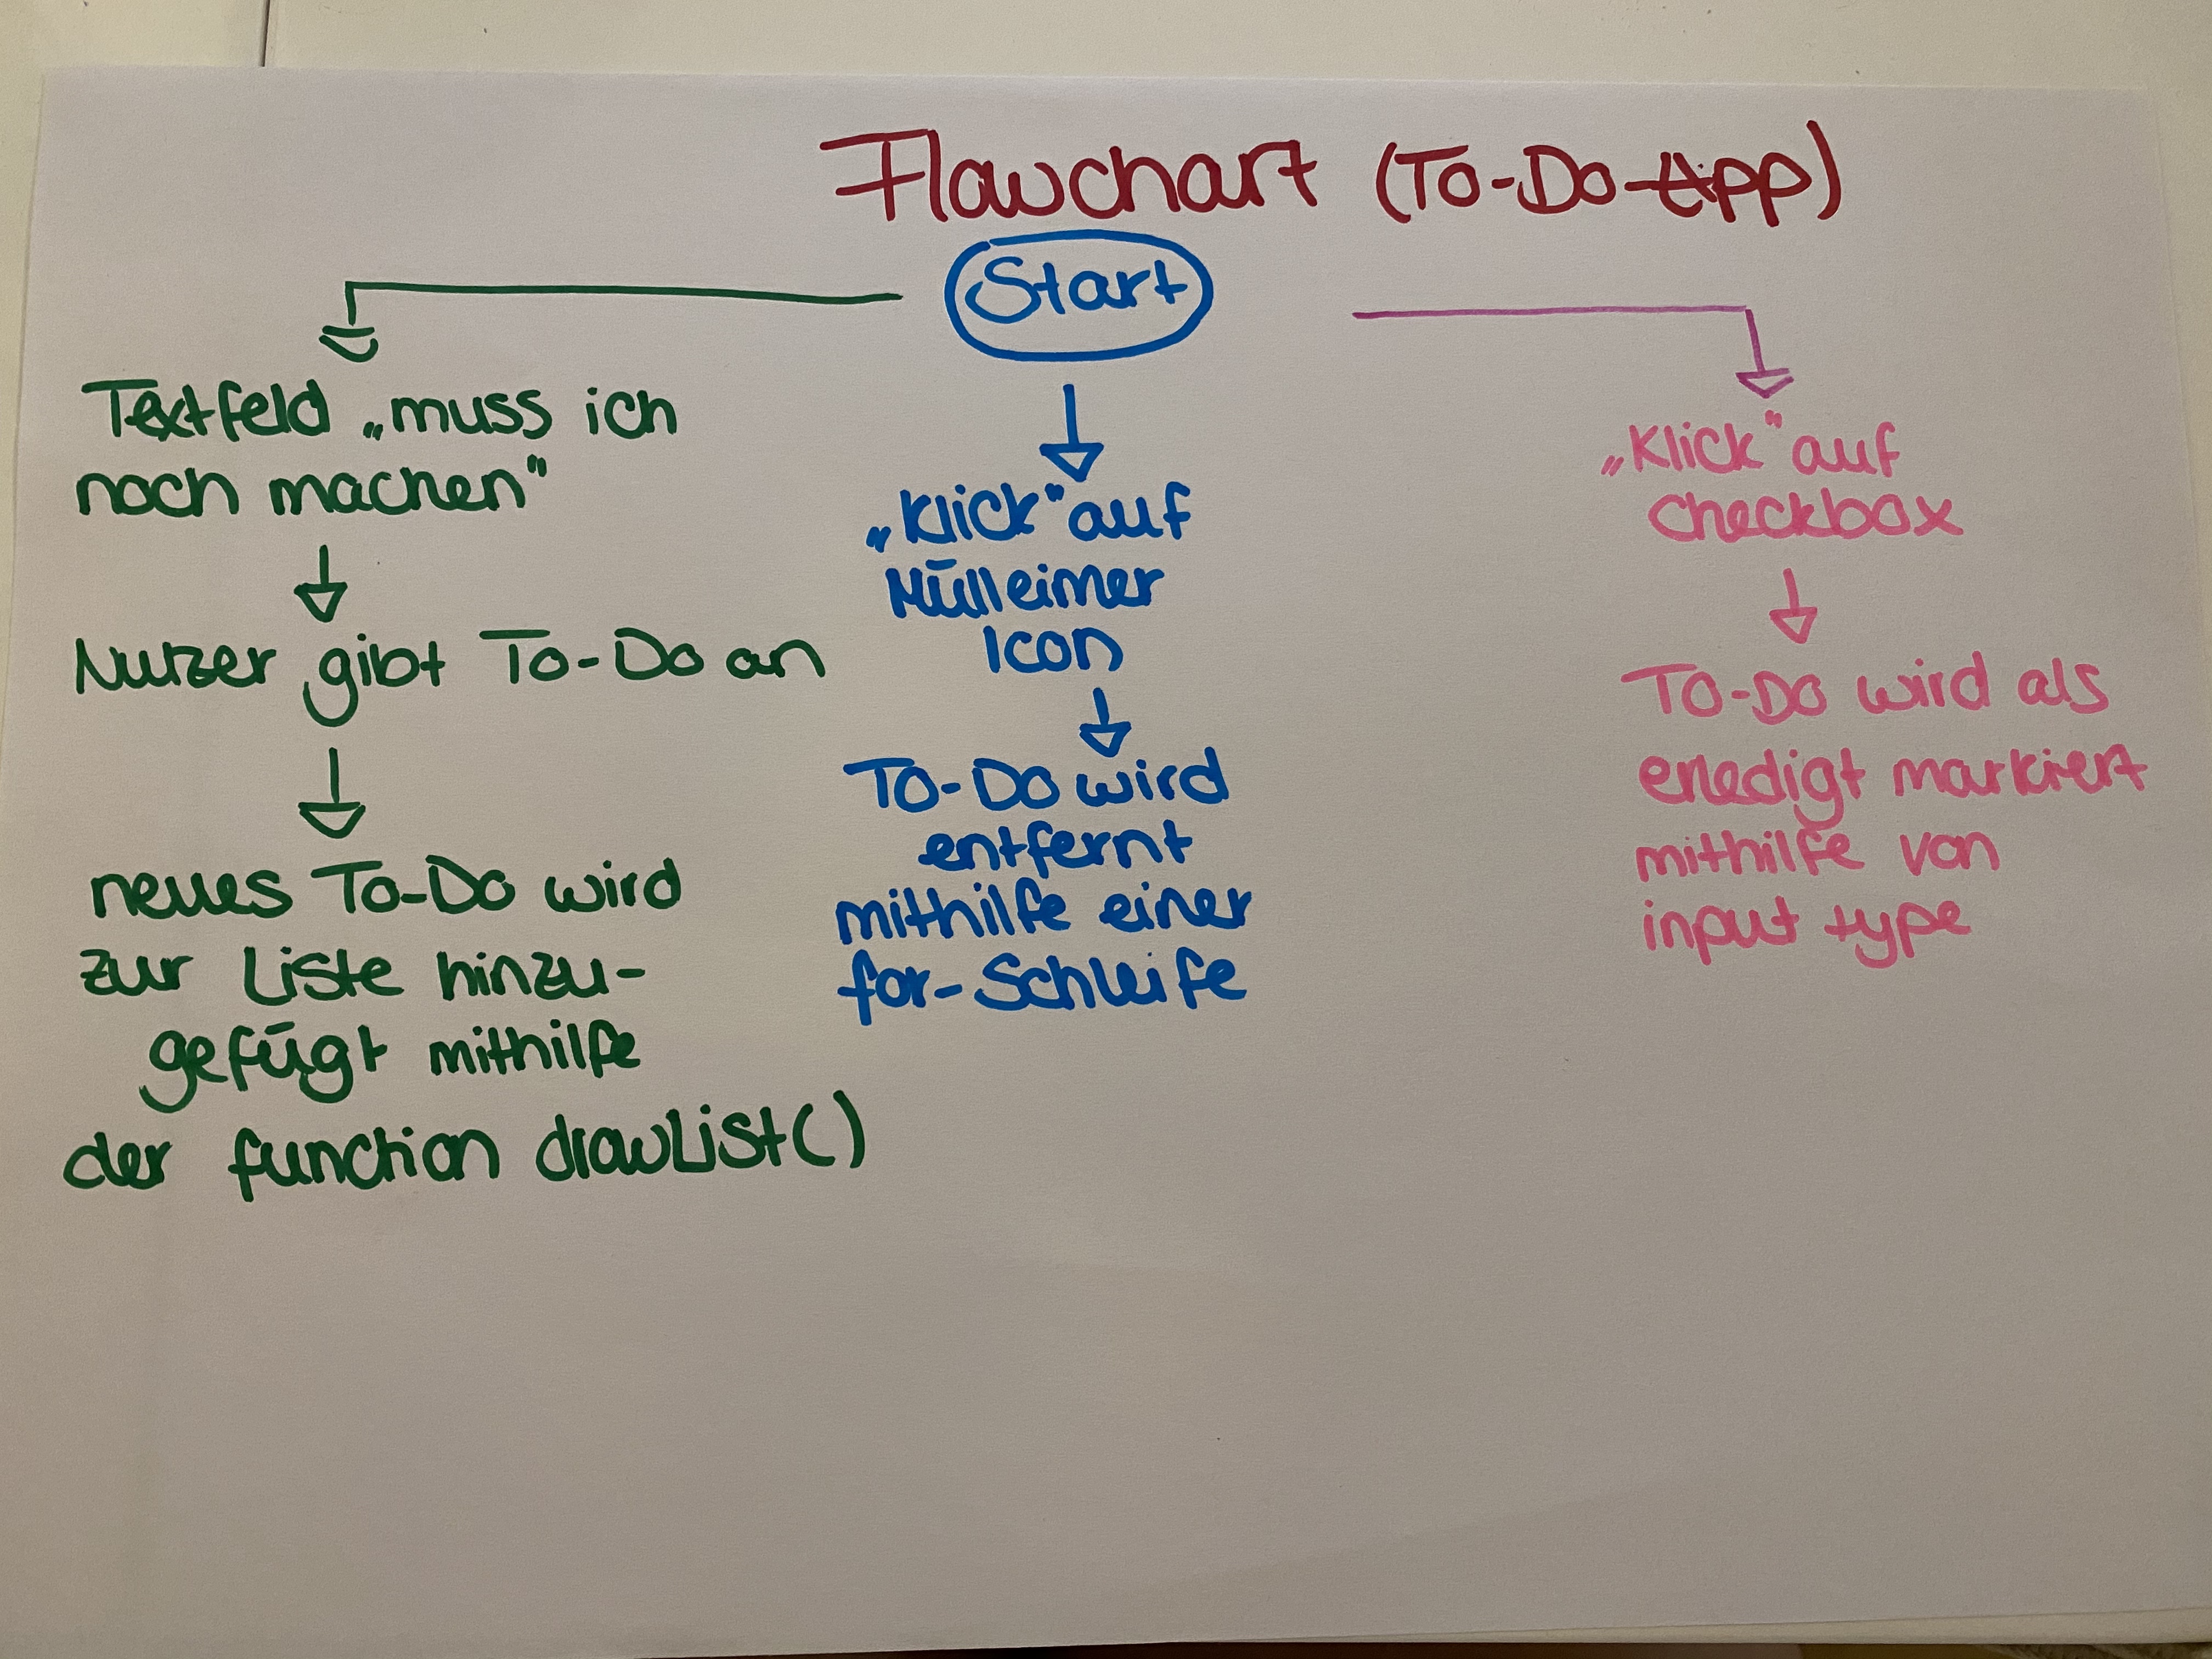 Flowchart (To-Do-App)
Start
Textfeld „muss ich
noch machen"
Nutzer gibt To-Do an
neues To-Do wird
zur Liste hinzu-
gefügt mithilfe
der function drawList()
„Klick" auf
Mülleimer
Icon
To-Do wird
entfernt
mithilfe einer
for-Schleife
„Klick" auf
Checkbox
To-Do wird als
erledigt markiert
mithilfe von
input type